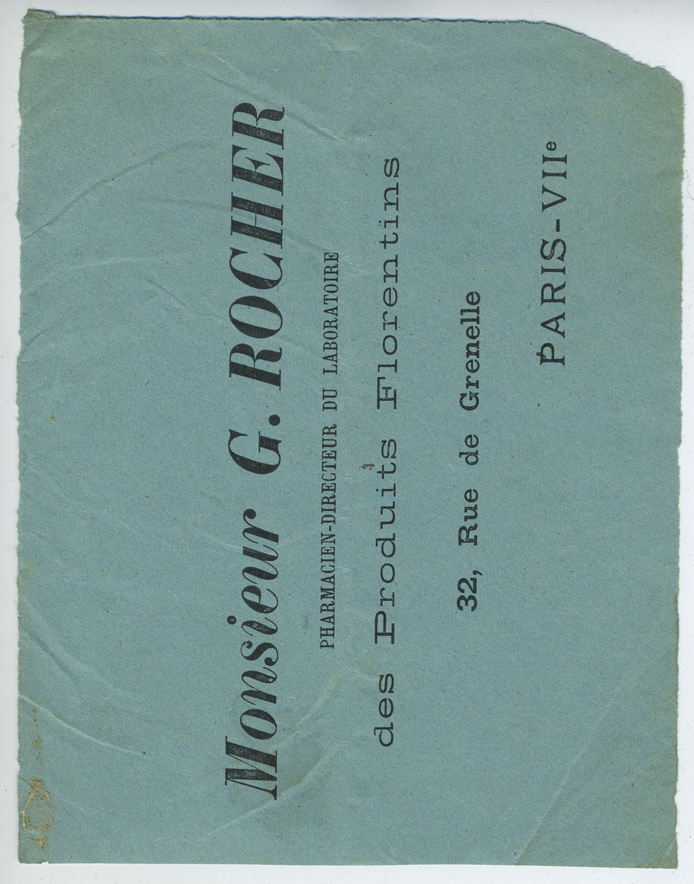 Monsieur G. ROCHER
PHARMACIEN-DIRECTEUR DU LABORATOIRE
des Produits Florentins
32, Rue de Grenelle
PARIS-VIIe